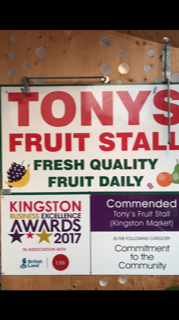 TONYS
FRUIT STALL
FRESH QUALITY
FRUIT DAILY
KINGSTON
BUSINESS EXCELLENCE
AWARDS
2017
IN ASSOCIATION WITH
British
Land
Commended
Tony's Fruit Stall
(Kingston Market)
IN THE FOLLOWING CATEGORY
Commitment
to the
Community